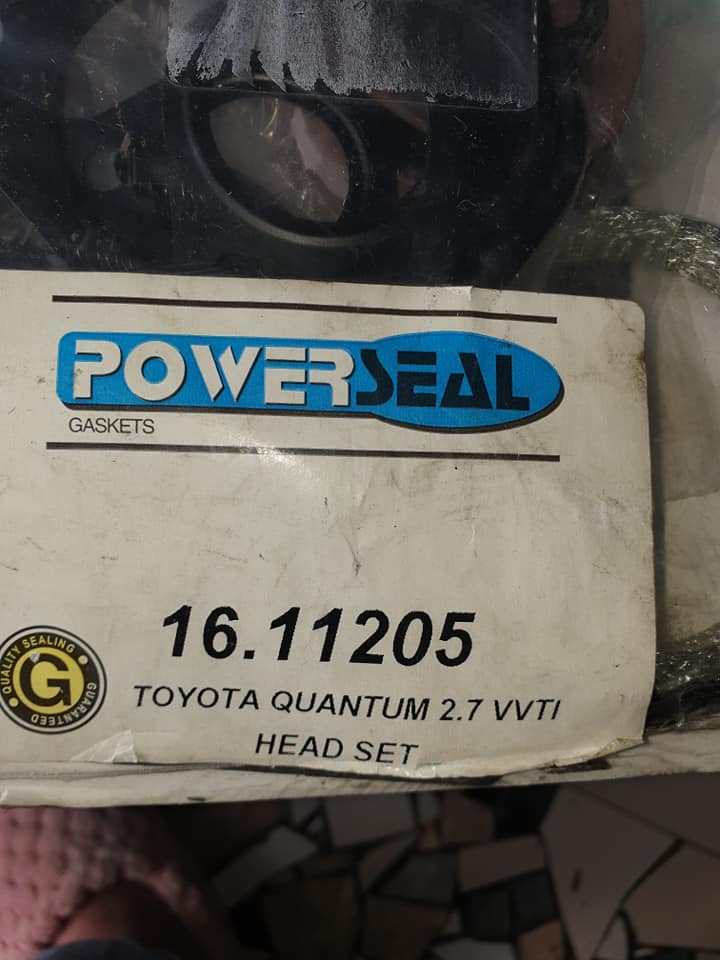 POWERSEAL
GASKETS
16.11205
QUALITY SEALING
G
GUARANTEED
TOYOTA QUANTUM 2.7 VVTI
HEAD SET